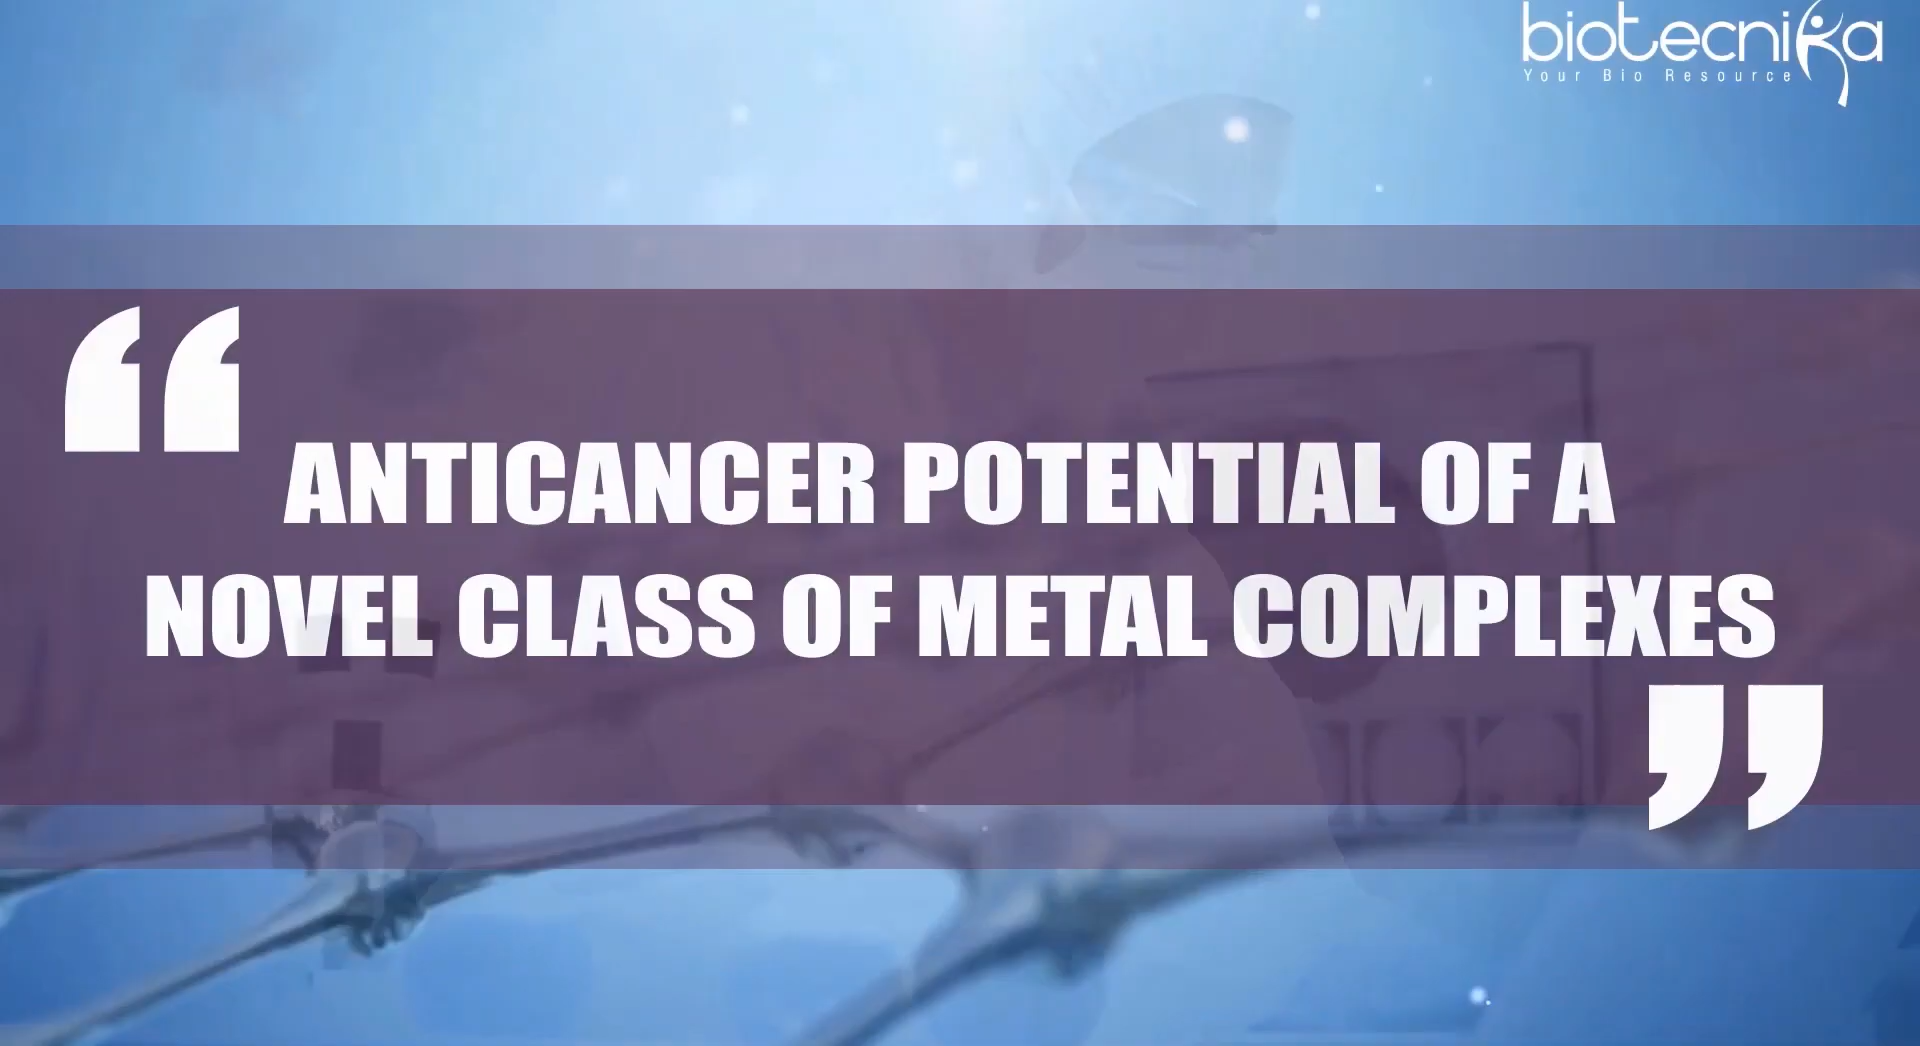 biotecnika
Your Bio Resource
“ANTICANCER POTENTIAL OF A
NOVEL CLASS OF METAL COMPLEXES”